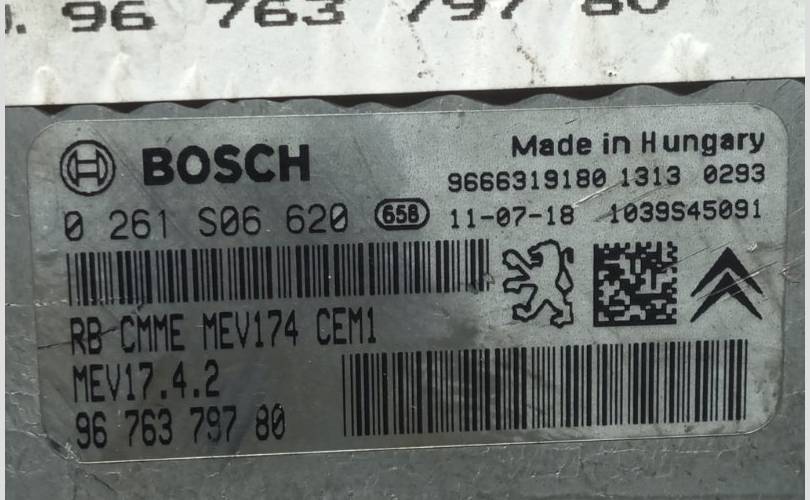 . 96 763 797 80
BOSCH
Made in Hungary
9666319180 1313 0293
0 261 S06 620 658 11-07-18 1039S45091
RB CMME MEV174 CEM1
MEV17.4.2
96 763 797 80